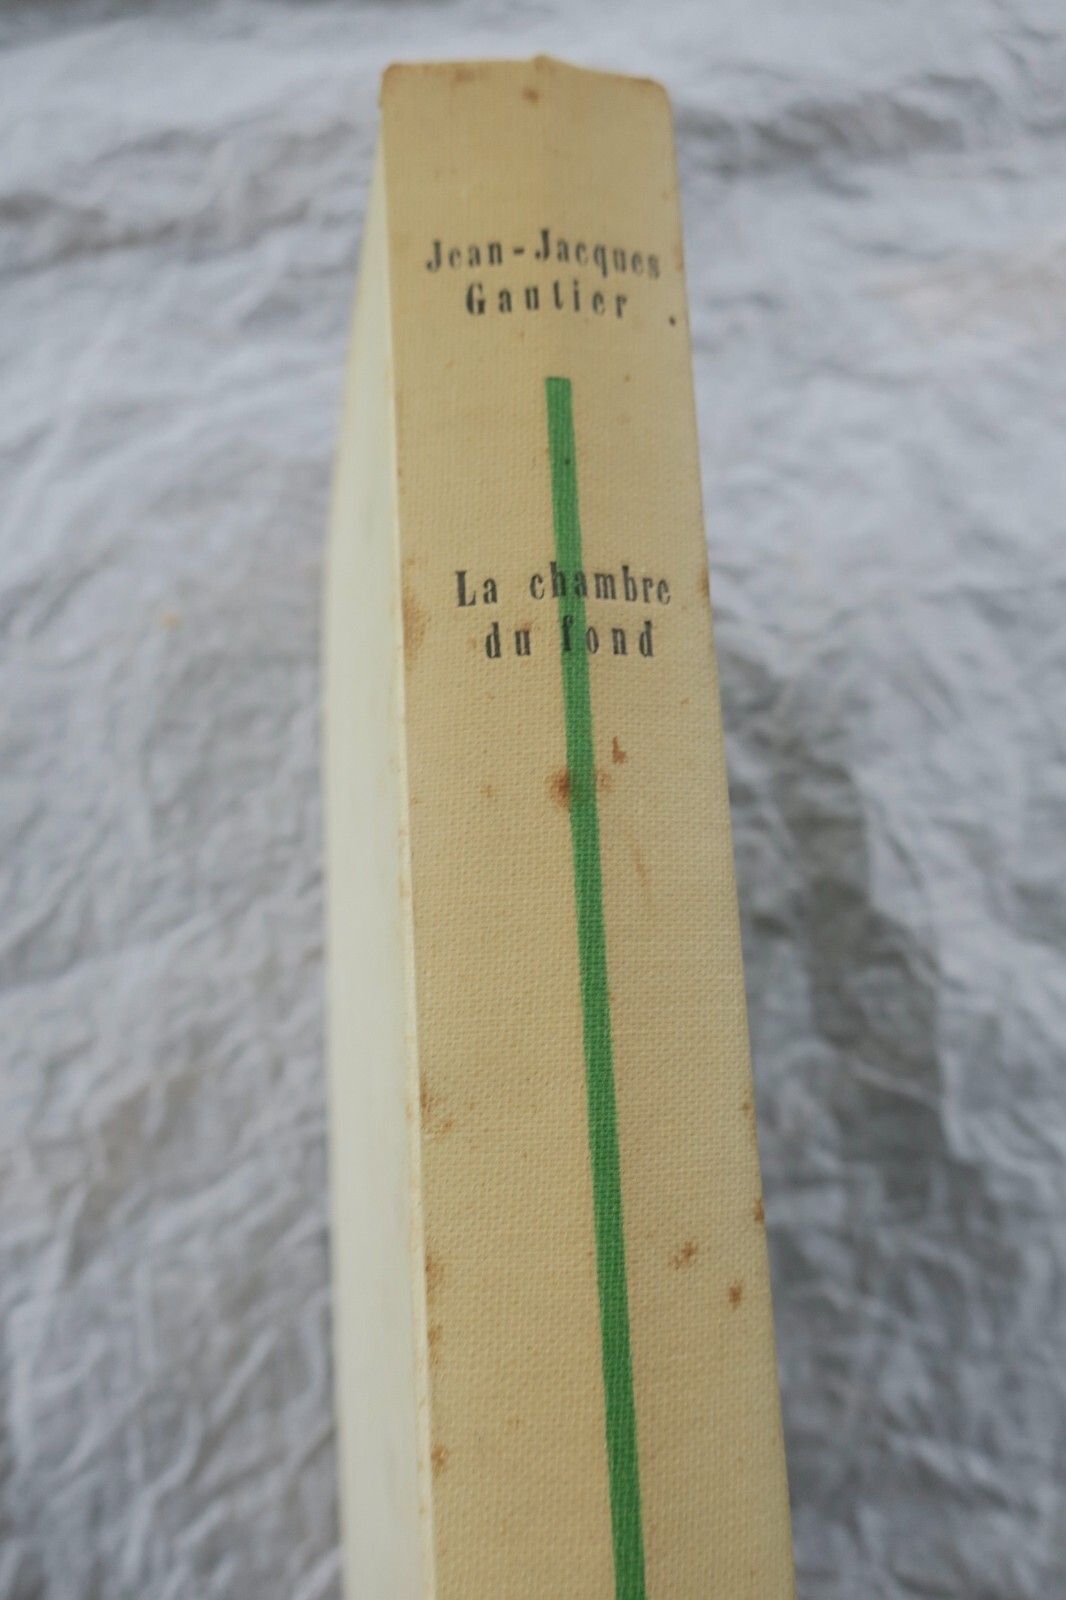 Jean-Jacques
Gautier
La chambre
du fond